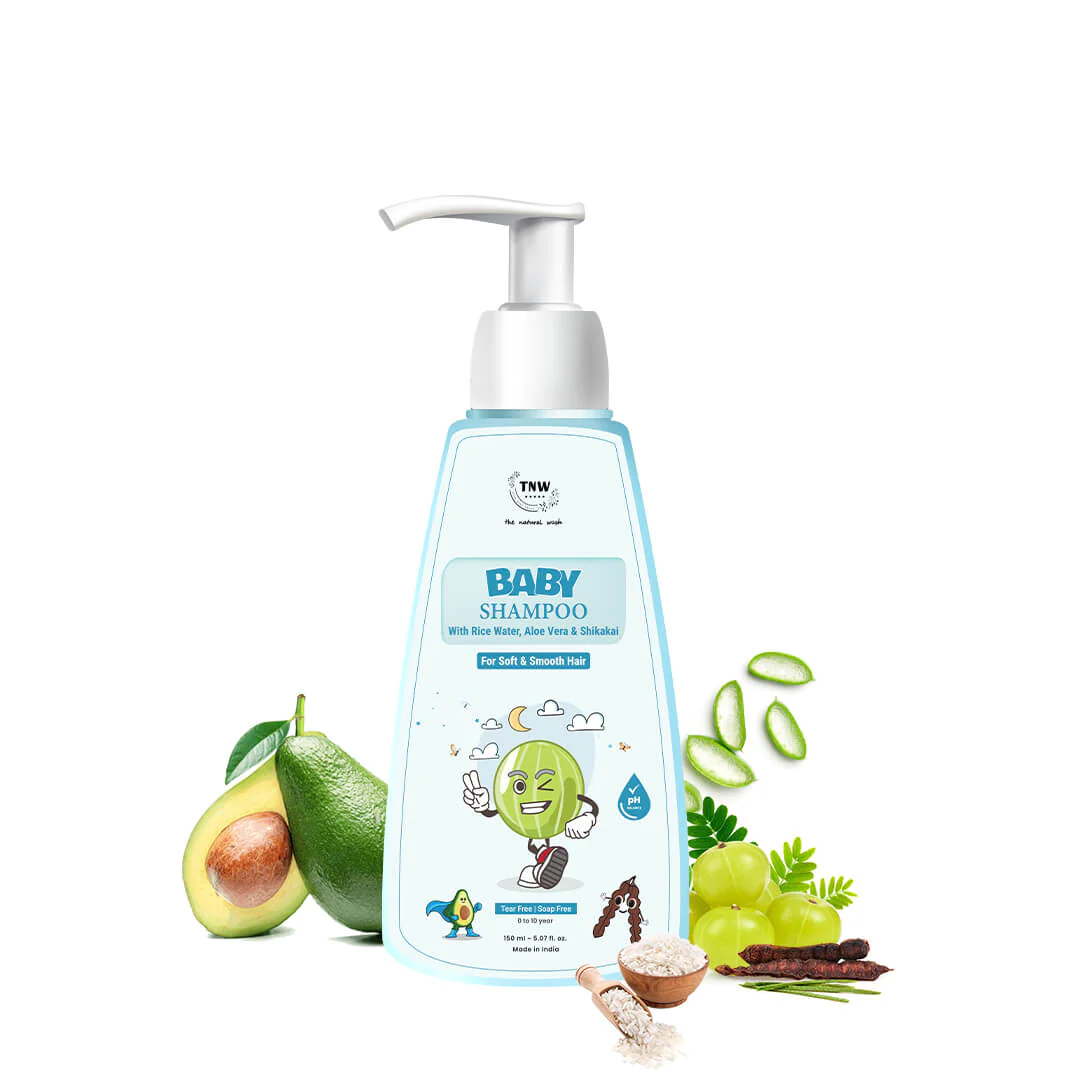 TNW
the natural wash
BABY
SHAMPOO
With Rice Water, Aloe Vera & Shikakai
For Soft & Smooth Hair
pH
Tear Free | Soap Free
0 to 10 year
150 ml – 5.07 fl. oz.
Made in India